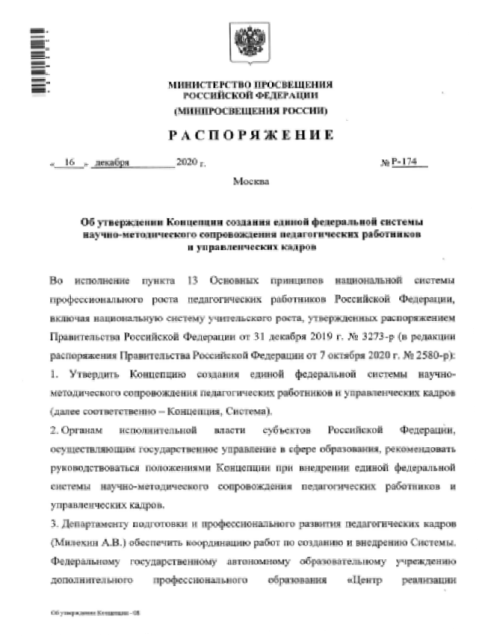 МИНИСТЕРСТВО ПРОСВЕЩЕНИЯ
РОССИЙСКОЙ ФЕДЕРАЦИИ
(МИНПРОСВЕЩЕНИЯ РОССИИ)
РАСПОРЯЖЕНИЕ
« 16 » декабря 2020 г. № Р-174
Москва
Об утверждении Концепции создания единой федеральной системы
научно-методического сопровождения педагогических работников
и управленческих кадров
Во исполнение пункта 13 Основных принципов национальной системы
профессионального роста педагогических работников Российской Федерации,
включая национальную систему учительского роста, утвержденных распоряжением
Правительства Российской Федерации от 31 декабря 2019 г. № 3273-р (в редакции
распоряжения Правительства Российской Федерации от 7 октября 2020 г. № 2580-р):
1. Утвердить Концепцию создания единой федеральной системы научно-
методического сопровождения педагогических работников и управленческих кадров
(далее соответственно – Концепция, Система).
2. Органам исполнительной власти субъектов Российской Федерации,
осуществляющим государственное управление в сфере образования, рекомендовать
руководствоваться положениями Концепции при внедрении единой федеральной
системы научно-методического сопровождения педагогических работников и
управленческих кадров.
3. Департаменту подготовки и профессионального развития педагогических кадров
(Милехин А.В.) обеспечить координацию работ по созданию и внедрению Системы.
Федеральному государственному автономному образовательному учреждению
дополнительного профессионального образования «Центр реализации
Об утверждении Концепции - 08